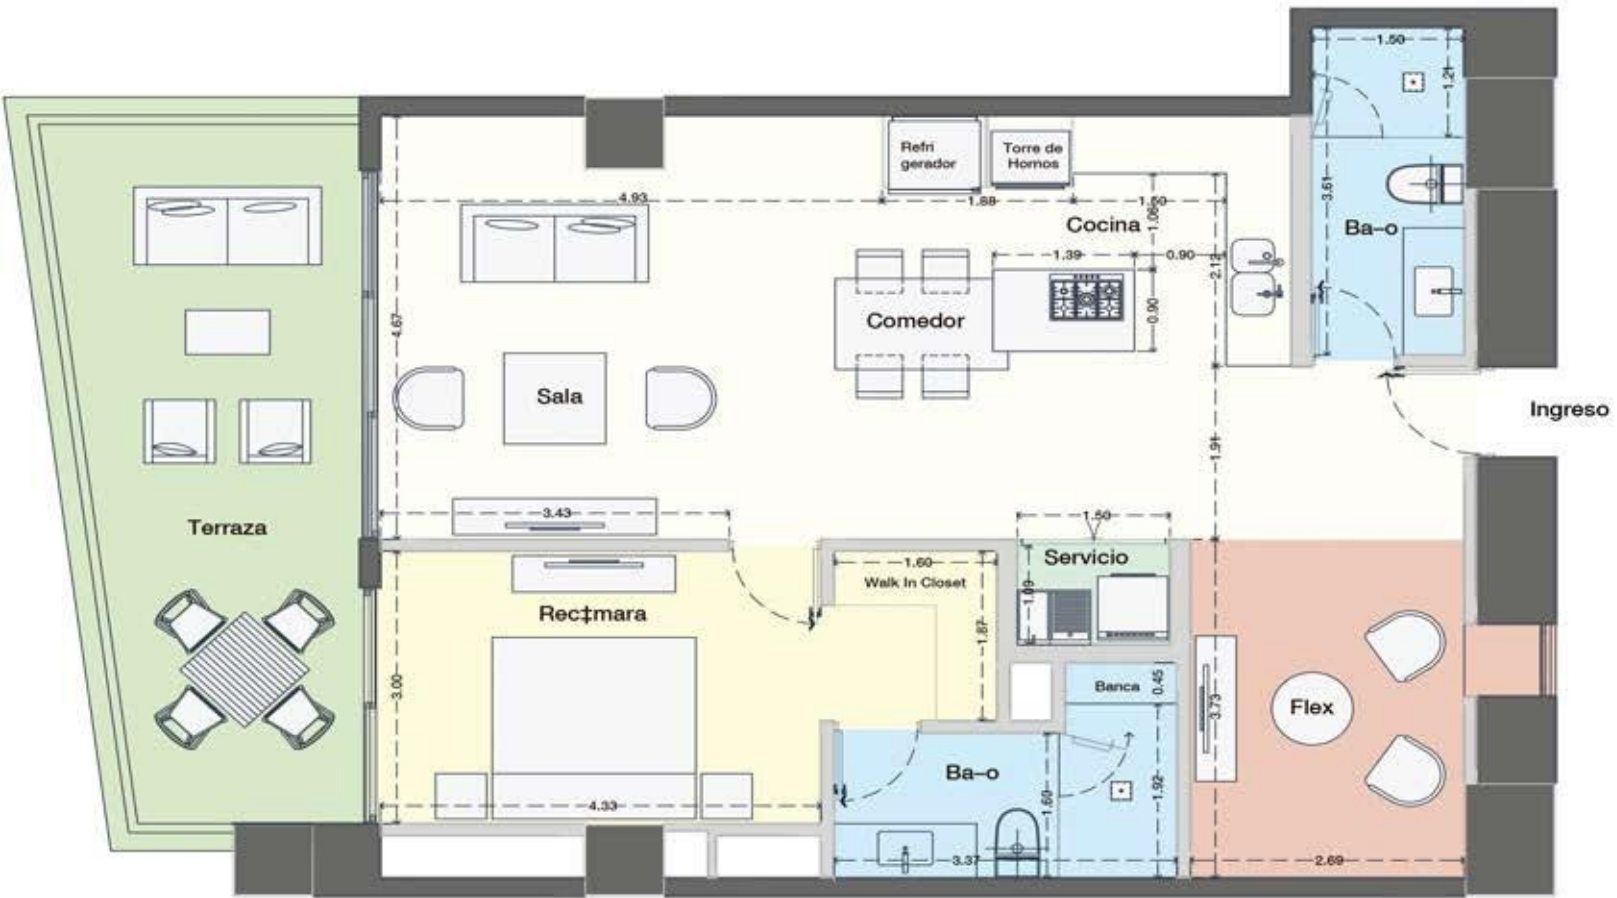 1.50
1.21
Refri
gerador
Torre de
Hornos
4.93
1.88
1.50
1.06
3.61
Cocina
Ba–o
1.39
0.90
2.12
4.67
Comedor
0.90
Sala
Ingreso
1.91
3.43
1.50
Terraza
Servicio
1.60
Walk In Closet
1.09
Rec‡mara
1.87
3.00
Banca
0.45
3.73
Flex
Ba–o
1.92
1.60
4.33
3.37
2.69